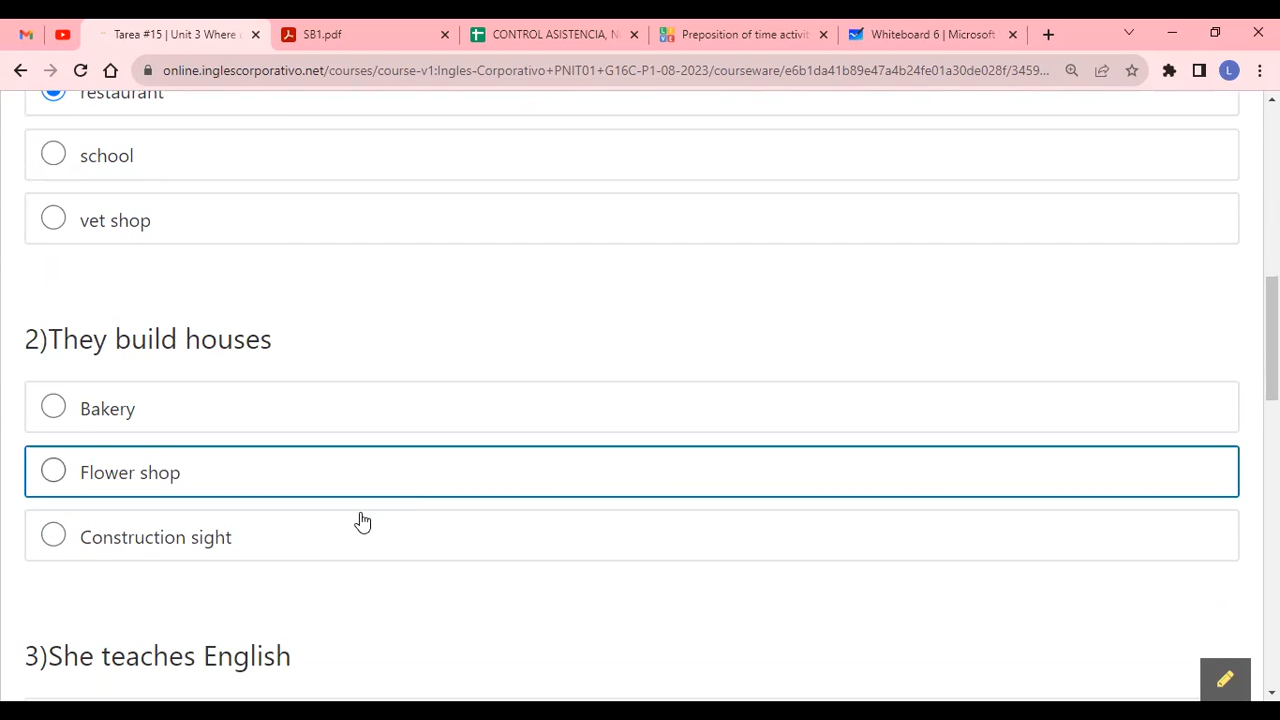 Tarea #15 | Unit 3 Where
SB1.pdf
CONTROL ASISTENCIA, N
Preposition of time activit
Whiteboard 6 | Microsoft
online.inglescorporativo.net/courses/course-v1:Ingles-Corporativo+PNIT01+G16C-P1-08-2023/courseware/e6b1da41b89e47a4b24fe01a30de028f/3459...
L
restaurant
school
vet shop
2)They build houses
Bakery
Flower shop
Construction sight
3)She teaches English